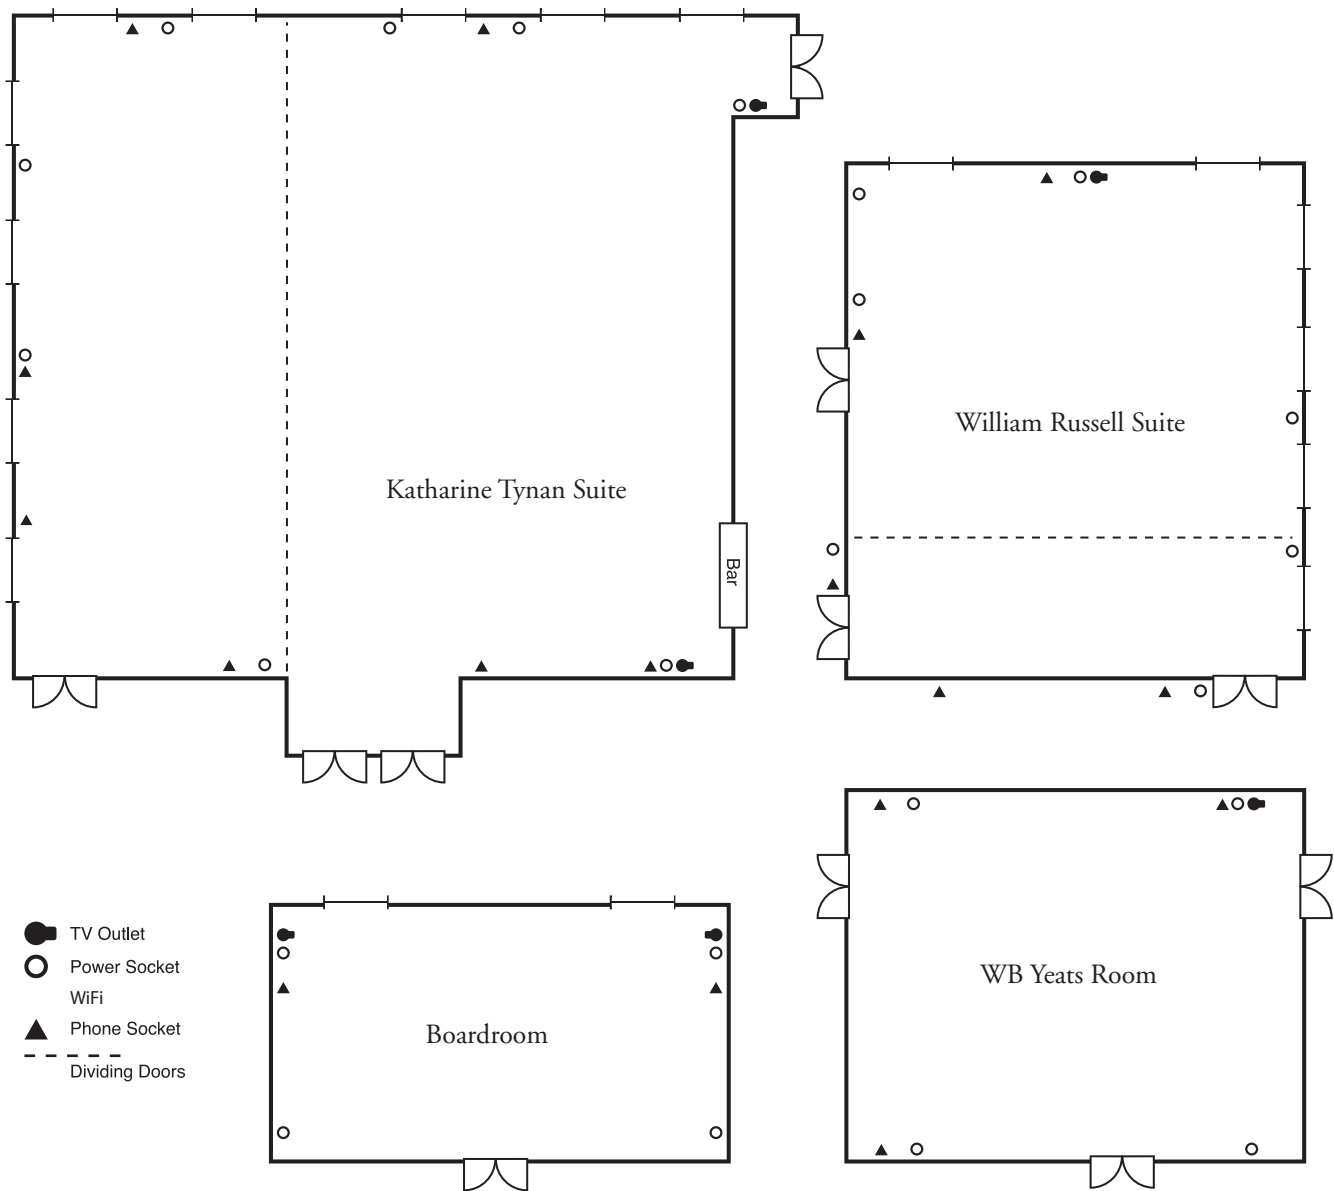 William Russell Suite
Katharine Tynan Suite
Bar
TV Outlet
Power Socket
WiFi
Phone Socket
Dividing Doors
Boardroom
WB Yeats Room